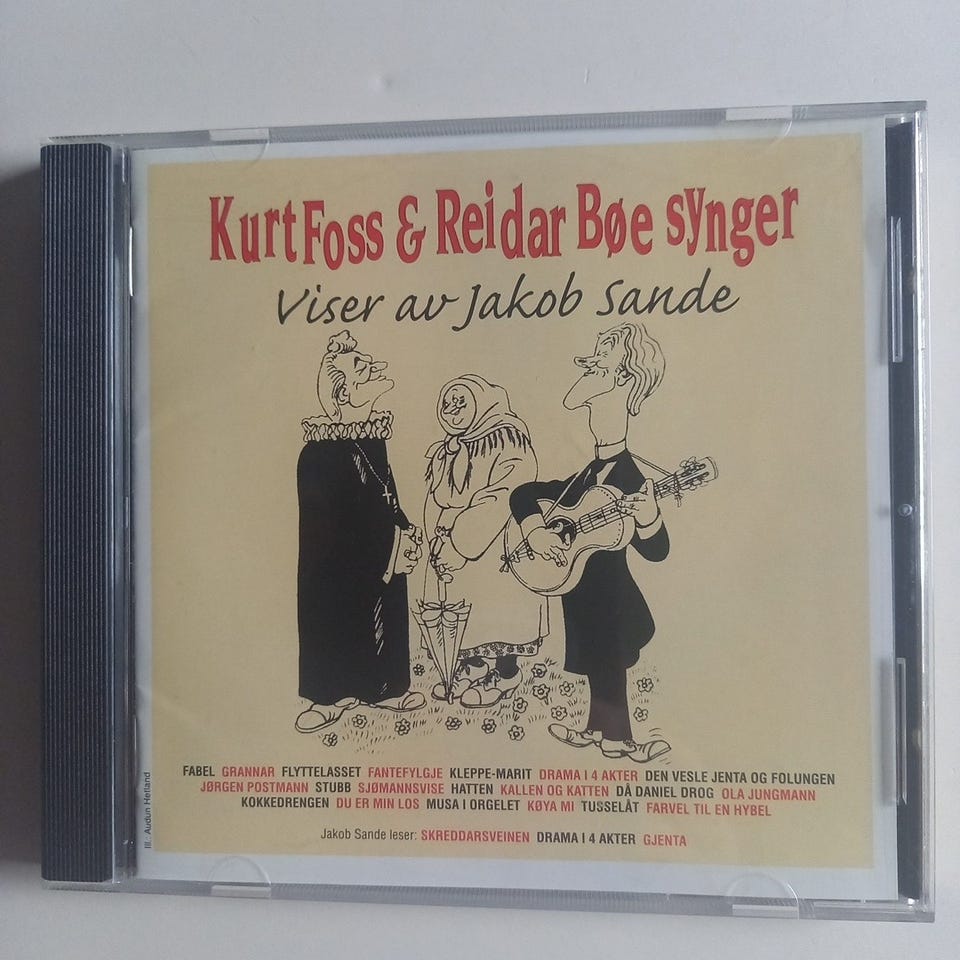 Kurt Foss & Reidar Bøe synger
Viser av Jakob Sande
FABEL GRANNAR FLYTTELASSET FANTEFYLGJE KLEPPE-MARIT DRAMA I 4 AKTER DEN VESLE JENTA OG FOLUNGEN
JØRGEN POSTMANN STUBB SJØMANNSVISE HATTEN KALLEN OG KATTEN DÅ DANIEL DROG OLA JUNGMANN
KOKKEDRENGEN DU ER MIN LOS MUSA I ORGELET KØYA MI TUSSELÅT FARVEL TIL EN HYBEL
Jakob Sande leser: SKREDDARSVEINEN DRAMA I 4 AKTER GJENTA
Ill.: Audun Hetland